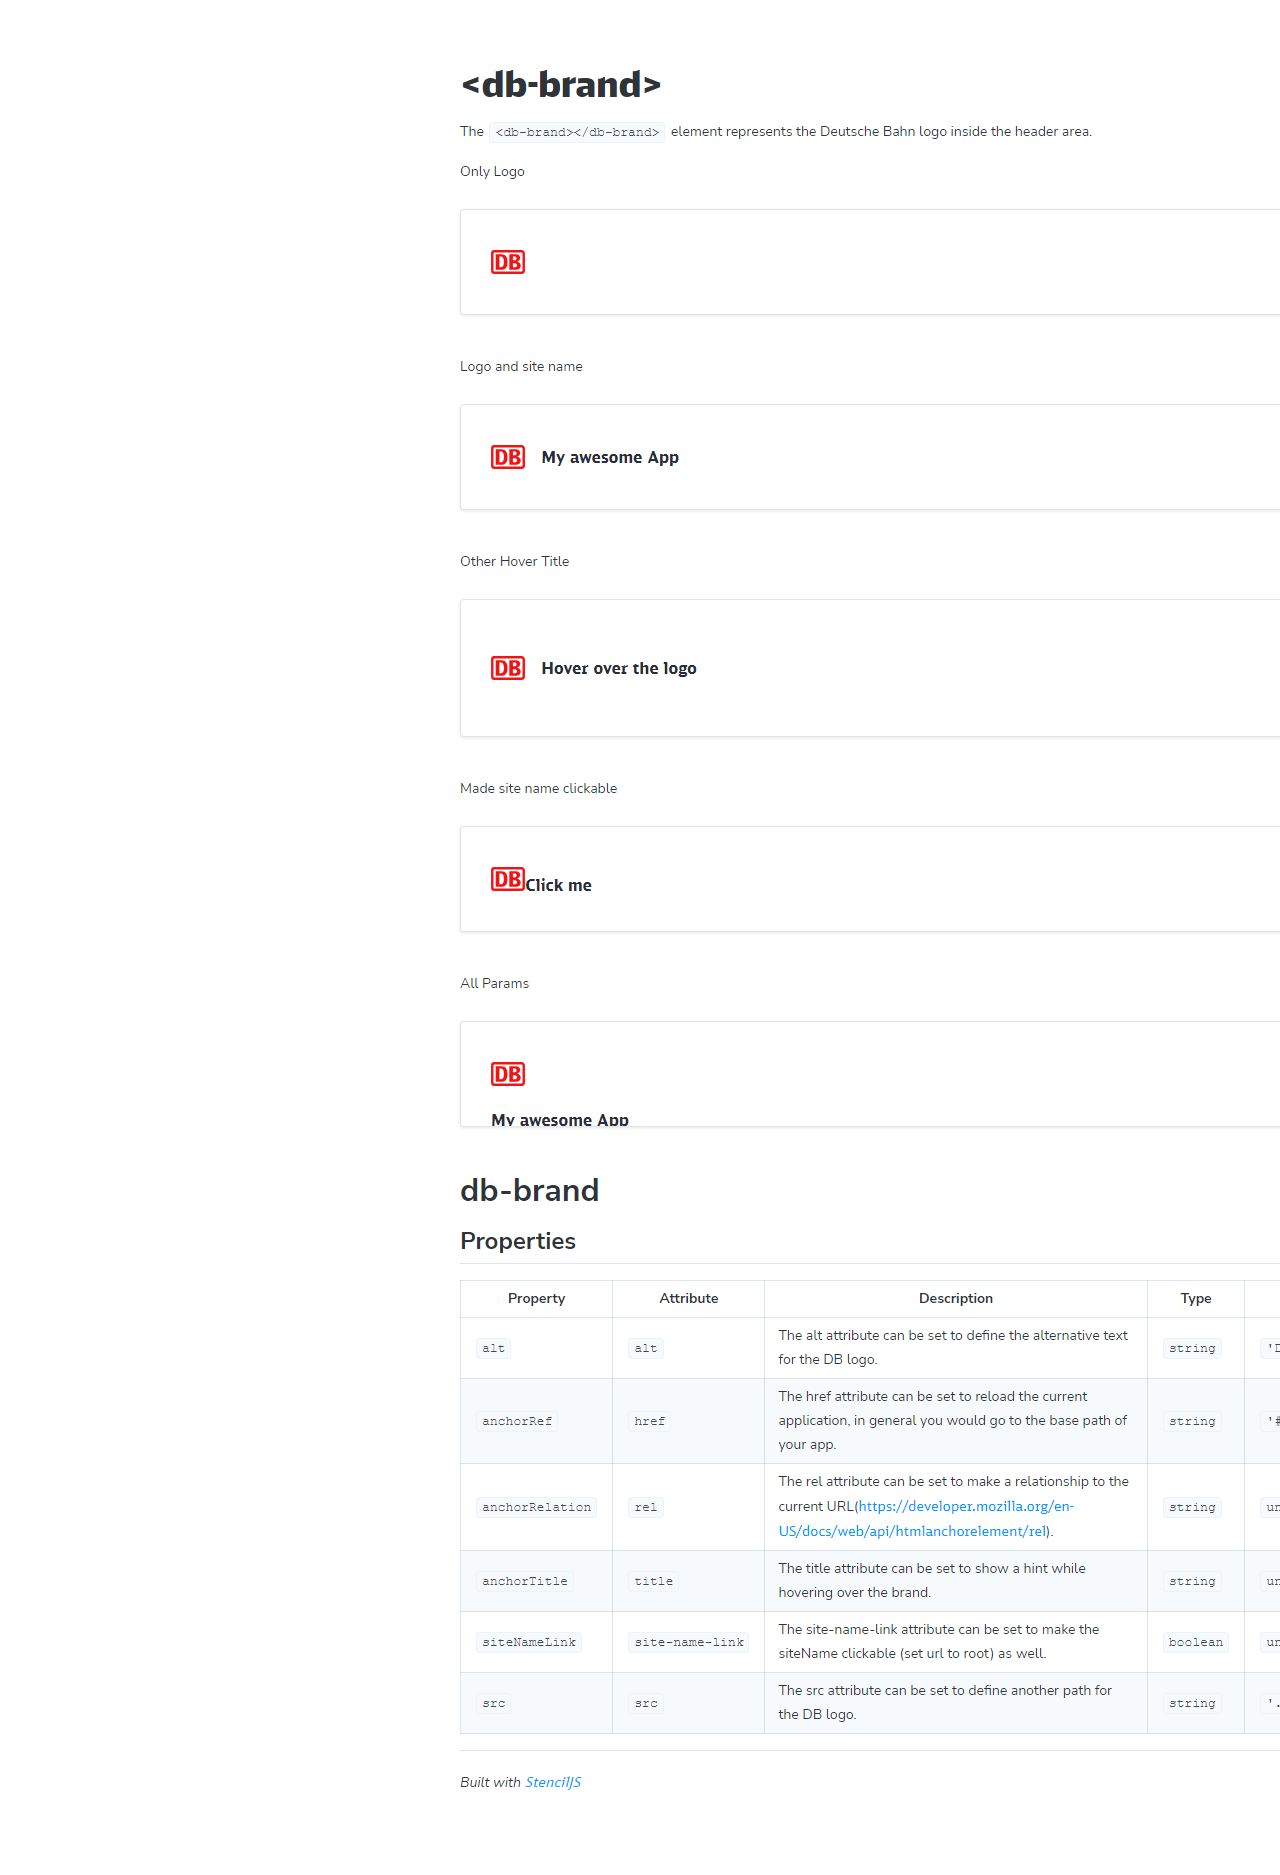 <db-brand>
The <db-brand></db-brand> element represents the Deutsche Bahn logo inside the header area.
Only Logo
DB
Logo and site name
DB My awesome App
Other Hover Title
DB Hover over the logo
Made site name clickable
DB Click me
All Params
DB
My awesome App
db-brand
Properties
Property Attribute Description Type
The alt attribute can be set to define the alternative text
alt alt string
for the DB logo.
The href attribute can be set to reload the current
anchorRef href application, in general you would go to the base path of string '#
your app.
The rel attribute can be set to make a relationship to the
anchorRelation rel current URL(https://developer.mozilla.org/en- string un
US/docs/web/api/htmlanchorelement/rel).
The title attribute can be set to show a hint while
anchorTitle title string un
hovering over the brand.
The site-name-link attribute can be set to make the
siteNameLink site-name-link boolean un
siteName clickable (set url to root) as well.
The src attribute can be set to define another path for
src src string '.
the DB logo.
Built with StencilJS